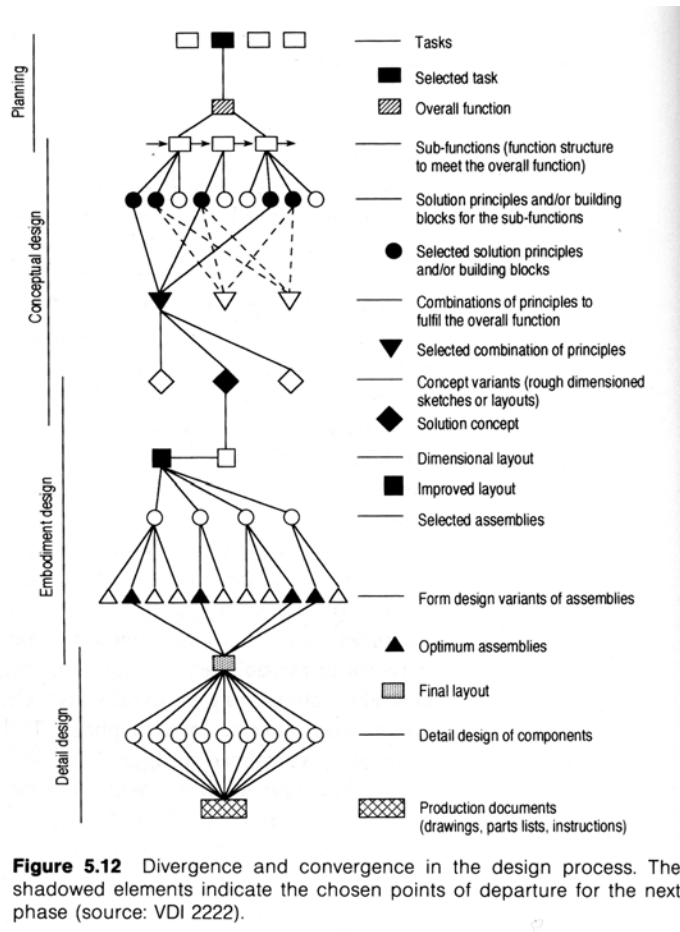 Planning
Conceptual design
Embodiment design
Detail design
Tasks
Selected task
Overall function
Sub-functions (function structure
to meet the overall function)
Solution principles and/or building
blocks for the sub-functions
Selected solution principles
and/or building blocks
Combinations of principles to
fulfil the overall function
Selected combination of principles
Concept variants (rough dimensioned
sketches or layouts)
Solution concept
Dimensional layout
Improved layout
Selected assemblies
Form design variants of assemblies
Optimum assemblies
Final layout
Detail design of components
Production documents
(drawings, parts lists, instructions)
Figure 5.12 Divergence and convergence in the design process. The
shadowed elements indicate the chosen points of departure for the next
phase (source: VDI 2222).